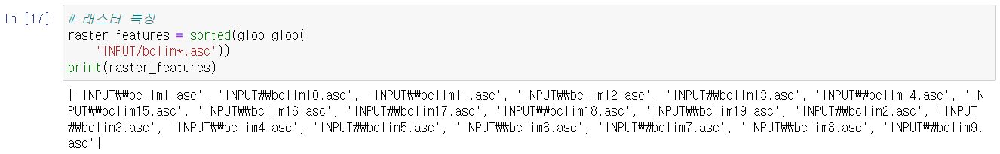 In [17]:
# 래스터 특징
raster_features = sorted(glob.glob(
    'INPUT/bclim*.asc'))
print(raster_features)
['INPUT₩₩bclim1.asc', 'INPUT₩₩bclim10.asc', 'INPUT₩₩bclim11.asc', 'INPUT₩₩bclim12.asc', 'INPUT₩₩bclim13.asc', 'INPUT₩₩bclim14.asc', 'IN
PUT₩₩bclim15.asc', 'INPUT₩₩bclim16.asc', 'INPUT₩₩bclim17.asc', 'INPUT₩₩bclim18.asc', 'INPUT₩₩bclim19.asc', 'INPUT₩₩bclim2.asc', 'INPUT
₩₩bclim3.asc', 'INPUT₩₩bclim4.asc', 'INPUT₩₩bclim5.asc', 'INPUT₩₩bclim6.asc', 'INPUT₩₩bclim7.asc', 'INPUT₩₩bclim8.asc', 'INPUT₩₩bclim9.
asc']